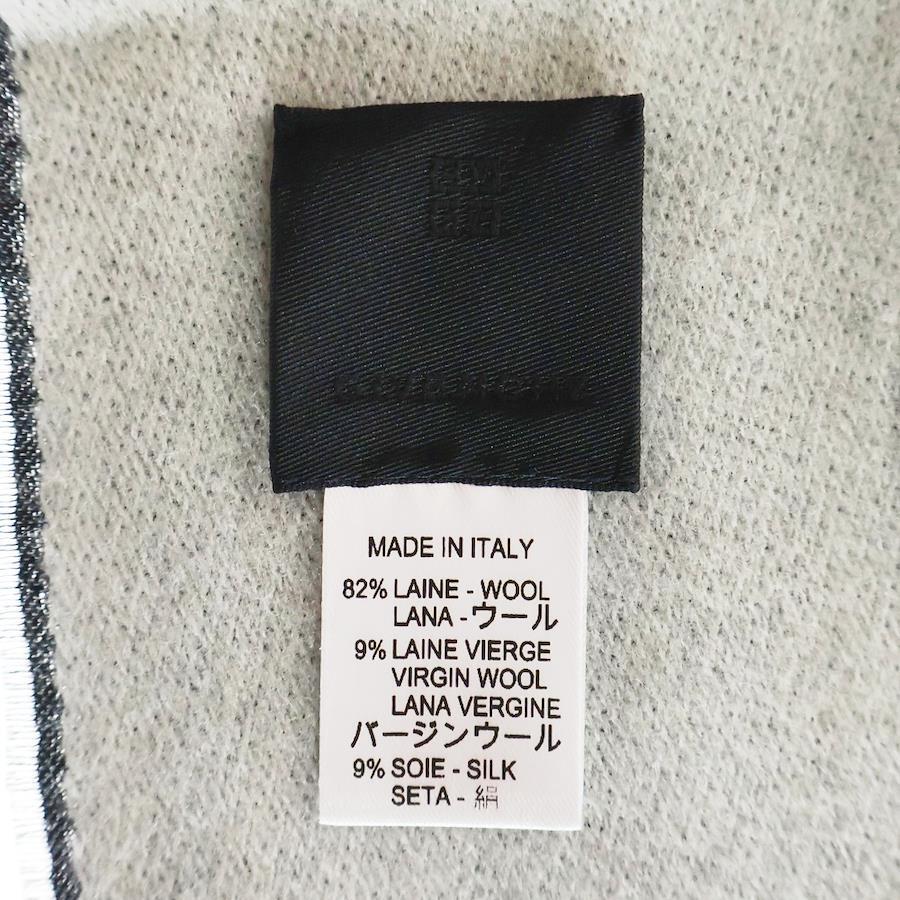 MADE IN ITALY
82% LAINE - WOOL
LANA - ウール
9% LAINE VIERGE
VIRGIN WOOL
LANA VERGINE
バージンウール
9% SOIE - SILK
SETA - 絹